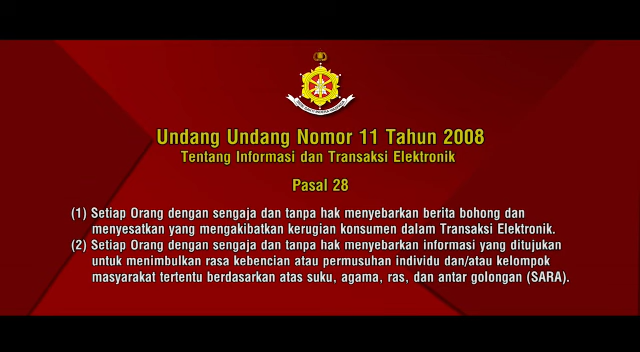 Undang Undang Nomor 11 Tahun 2008
Tentang Informasi dan Transaksi Elektronik
Pasal 28
(1) Setiap Orang dengan sengaja dan tanpa hak menyebarkan berita bohong dan
menyesatkan yang mengakibatkan kerugian konsumen dalam Transaksi Elektronik.
(2) Setiap Orang dengan sengaja dan tanpa hak menyebarkan informasi yang ditujukan
untuk menimbulkan rasa kebencian atau permusuhan individu dan/atau kelompok
masyarakat tertentu berdasarkan atas suku, agama, ras, dan antar golongan (SARA).